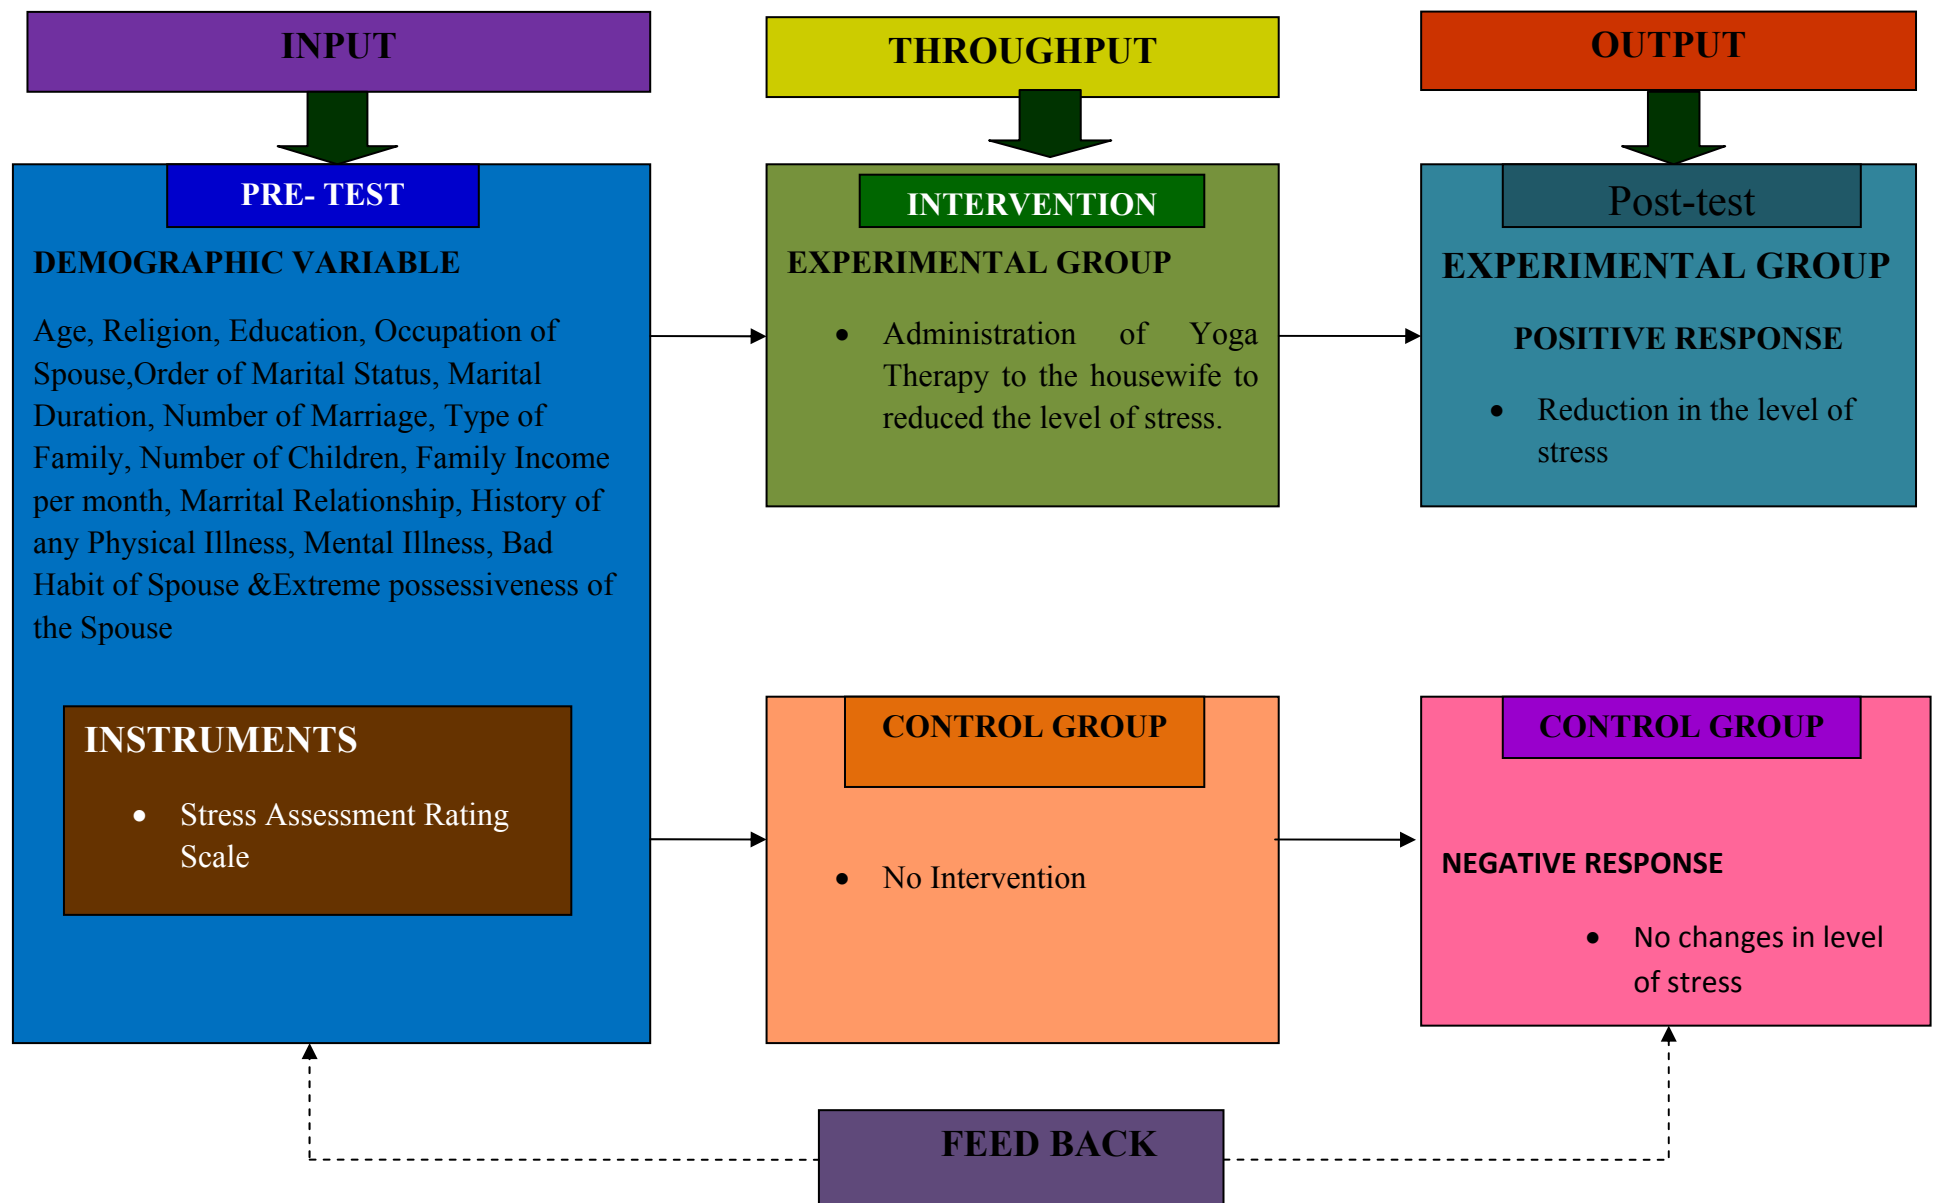 INPUT
THROUGHPUT
OUTPUT
PRE- TEST
DEMOGRAPHIC VARIABLE
Age, Religion, Education, Occupation of
Spouse,Order of Marital Status, Marital
Duration, Number of Marriage, Type of
Family, Number of Children, Family Income
per month, Marrital Relationship, History of
any Physical Illness, Mental Illness, Bad
Habit of Spouse &Extreme possessiveness of
the Spouse
INSTRUMENTS
• Stress Assessment Rating
Scale
INTERVENTION
EXPERIMENTAL GROUP
• Administration of Yoga
Therapy to the housewife to
reduced the level of stress.
Post-test
EXPERIMENTAL GROUP
POSITIVE RESPONSE
• Reduction in the level of
stress
CONTROL GROUP
• No Intervention
CONTROL GROUP
NEGATIVE RESPONSE
• No changes in level
of stress
FEED BACK